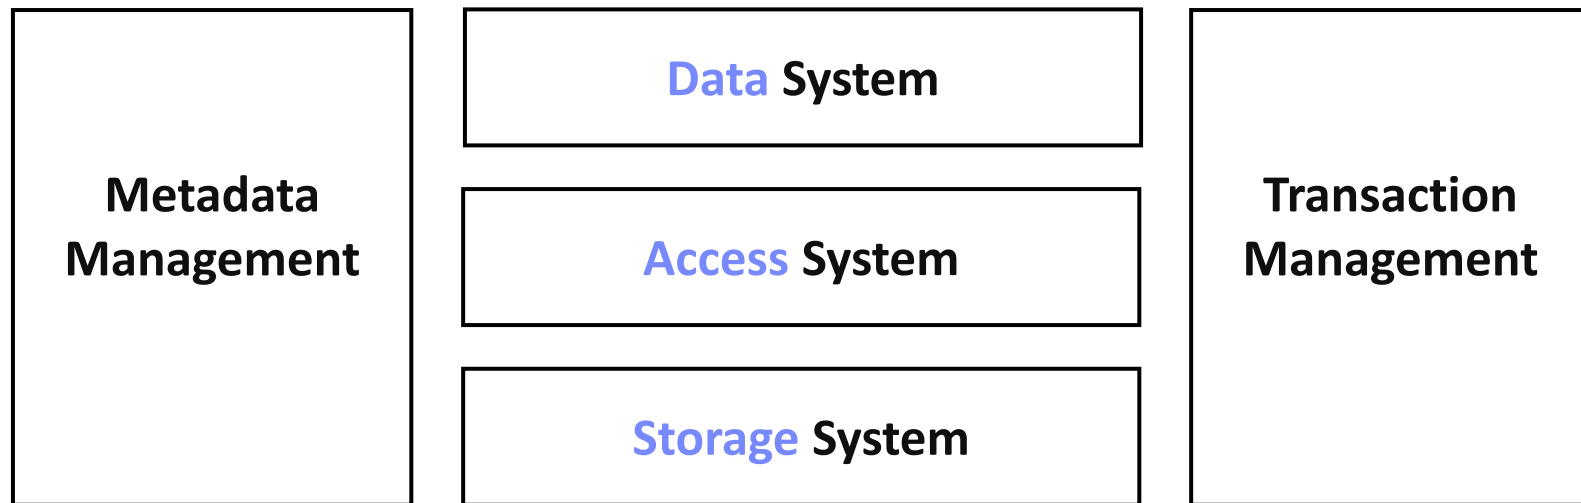 Metadata
Management
Data System
Access System
Storage System
Transaction
Management